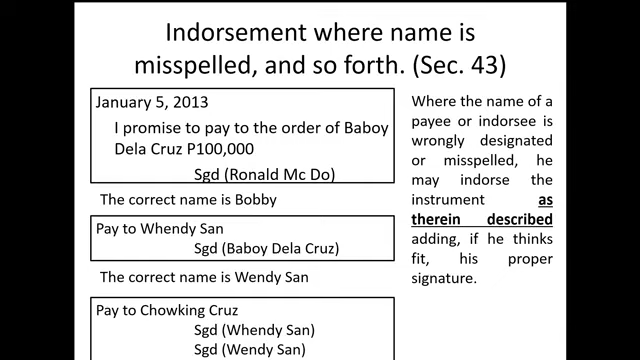 Indorsement where name is
misspelled, and so forth. (Sec. 43)
January 5, 2013
I promise to pay to the order of Baboy
Dela Cruz P100,000
Sgd (Ronald Mc Do)
The correct name is Bobby
Pay to Whendy San
Sgd (Baboy Dela Cruz)
The correct name is Wendy San
Pay to Chowking Cruz
Sgd (Whendy San)
Sgd (Wendy San)
Where the name of a
payee or indorsee is
wrongly designated
or misspelled, he
may indorse the
instrument as
therein described
adding, if he thinks
fit, his proper
signature.